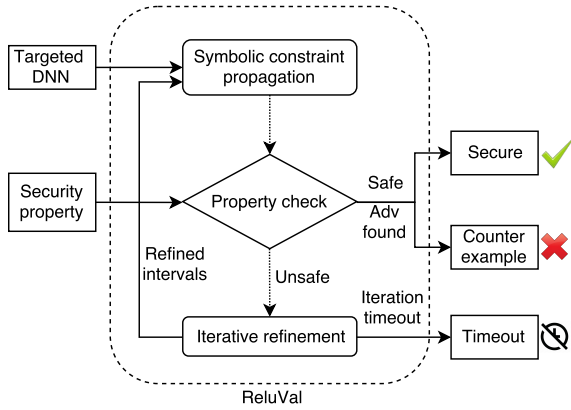 Targeted
DNN
Symbolic constraint
propagation
Security
property
Property check
Safe
Adv
found
Secure
Counter
example
Refined
intervals
Unsafe
Iterative refinement
Iteration
timeout
Timeout
ReluVal